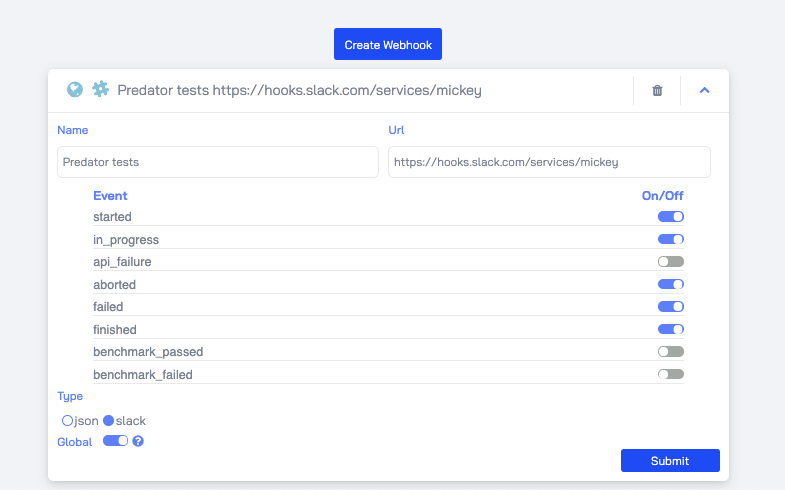 Create Webhook
Predator tests https://hooks.slack.com/services/mickey
Name Url
Predator tests https://hooks.slack.com/services/mickey
Event On/Off
started
in_progress
api_failure
aborted
failed
finished
benchmark_passed
benchmark_failed
Type
json slack
Global ?
Submit